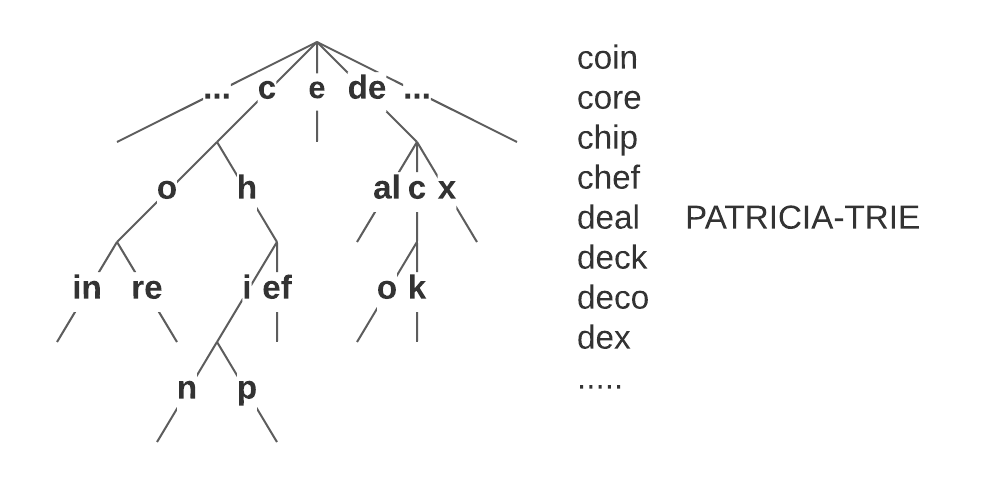 ... c e de ...
o h al c x
in re i ef o k
n p
coin
core
chip
chef
deal PATRICIA-TRIE
deck
deco
dex
.....